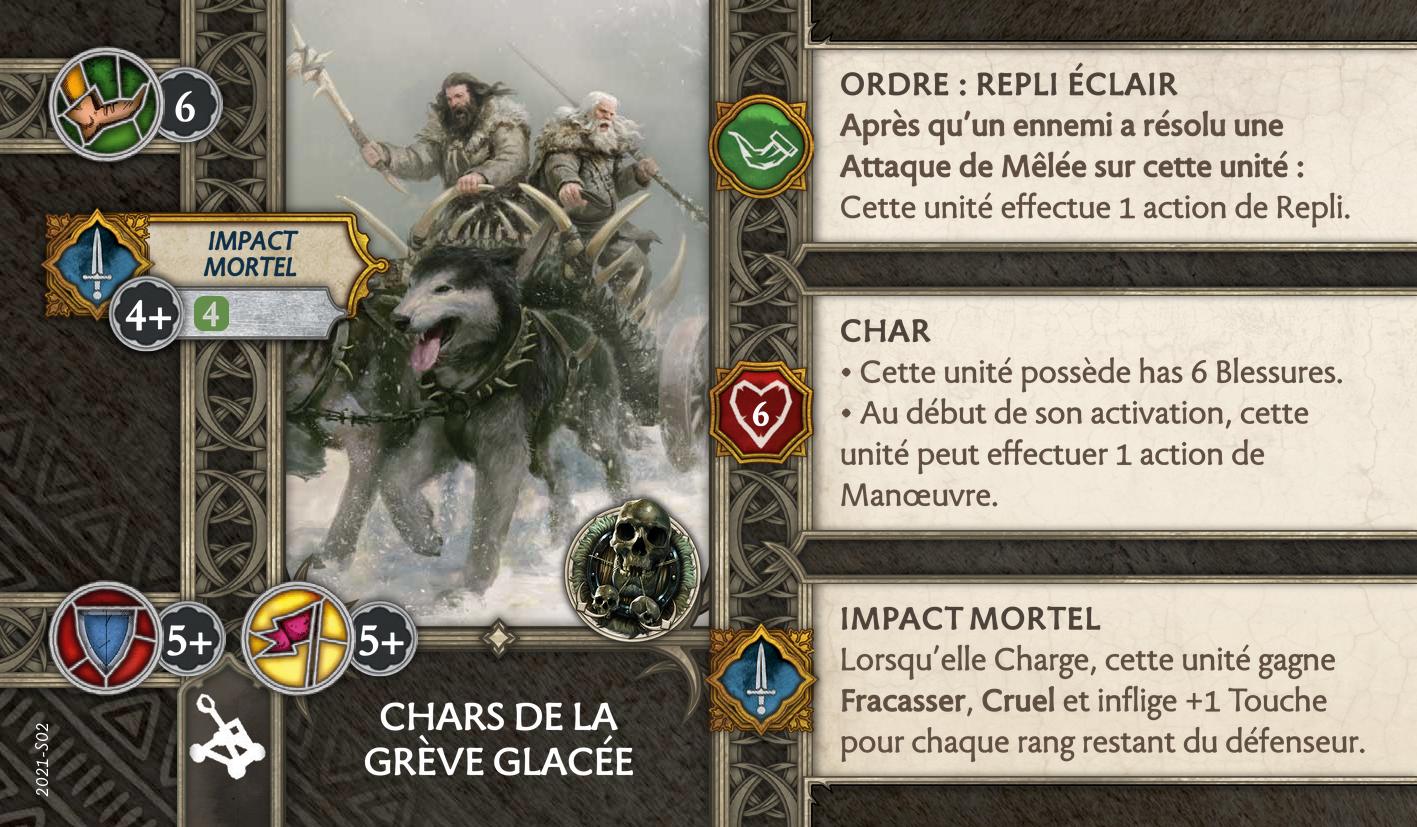 6
IMPACT
MORTEL
4+
4
5+
5+
2021-S02
CHARS DE LA
GRÈVE GLACÉE
ORDRE : REPLI ÉCLAIR
Après qu’un ennemi a résolu une
Attaque de Mêlée sur cette unité :
Cette unité effectue 1 action de Repli.
6
CHAR
• Cette unité possède has 6 Blessures.
• Au début de son activation, cette
unité peut effectuer 1 action de
Manœuvre.
IMPACT MORTEL
Lorsqu’elle Charge, cette unité gagne
Fracasser, Cruel et inflige +1 Touche
pour chaque rang restant du défenseur.